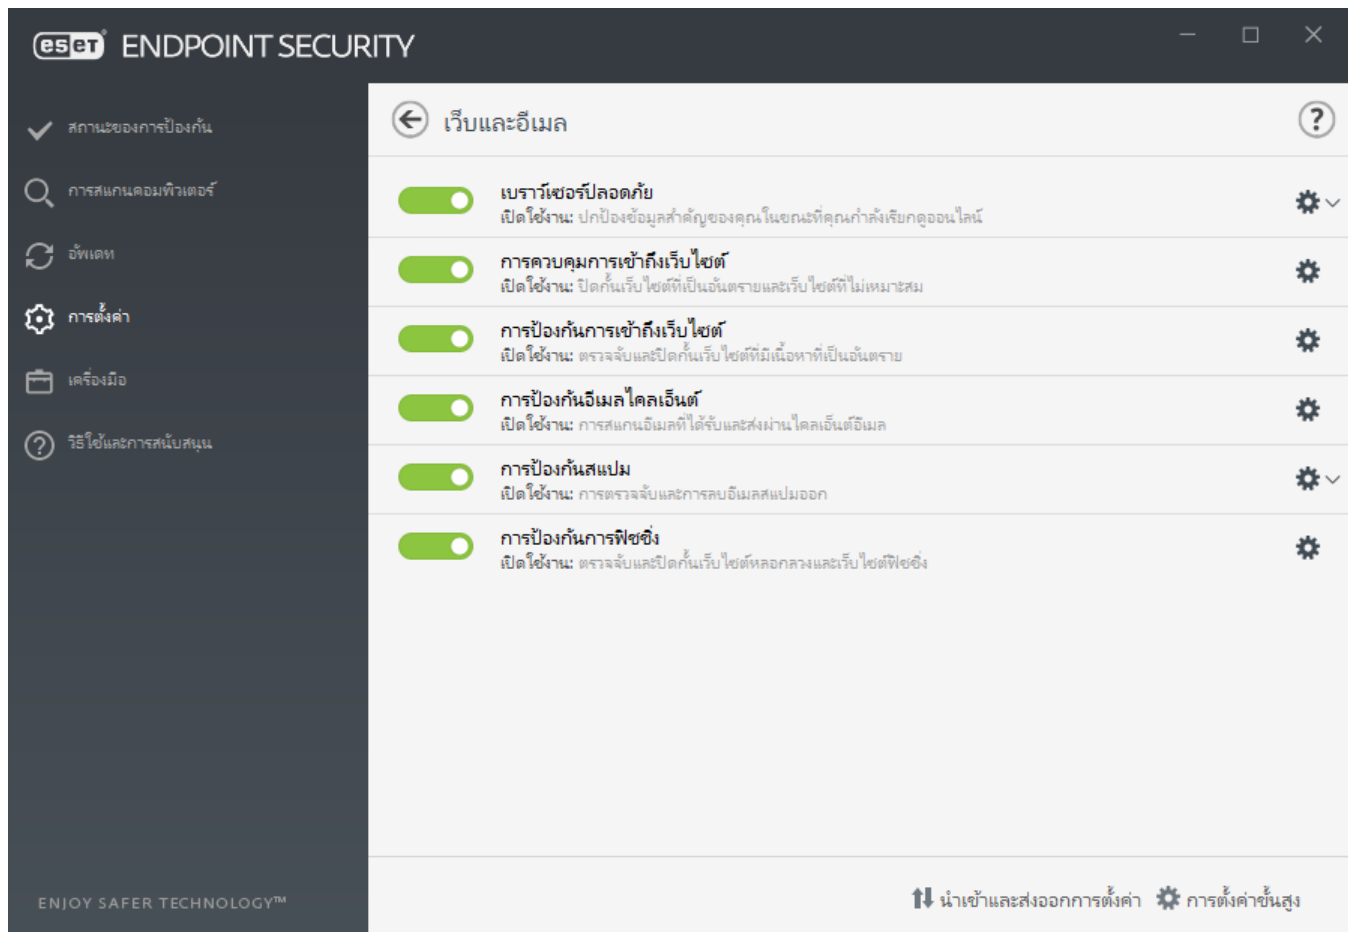 eset ENDPOINT SECURITY
สถานะของการป้องกัน
การสแกนคอมพิวเตอร์
อัพเดท
การตั้งค่า
เครื่องมือ
วิธีใช้และการสนับสนุน
ENJOY SAFER TECHNOLOGY™
เว็บและอีเมล
เบราว์เซอร์ปลอดภัย
เปิดใช้งาน: ปกป้องข้อมูลสำคัญของคุณในขณะที่คุณกำลังเรียกดูออนไลน์
การควบคุมการเข้าถึงเว็บไซต์
เปิดใช้งาน: ปิดกั้นเว็บไซต์ที่เป็นอันตรายและเว็บไซต์ที่ไม่เหมาะสม
การป้องกันการเข้าถึงเว็บไซต์
เปิดใช้งาน: ตรวจจับและปิดกั้นเว็บไซต์ที่มีเนื้อหาที่เป็นอันตราย
การป้องกันอีเมลไคลเอ็นต์
เปิดใช้งาน: การสแกนอีเมลที่ได้รับและส่งผ่านไคลเอ็นต์อีเมล
การป้องกันสแปม
เปิดใช้งาน: การตรวจจับและการลบอีเมลสแปมออก
การป้องกันการฟิชชิ่ง
เปิดใช้งาน: ตรวจจับและปิดกั้นเว็บไซต์หลอกลวงและเว็บไซต์ฟิชชิ่ง
นำเข้าและส่งออกการตั้งค่า การตั้งค่าขั้นสูง